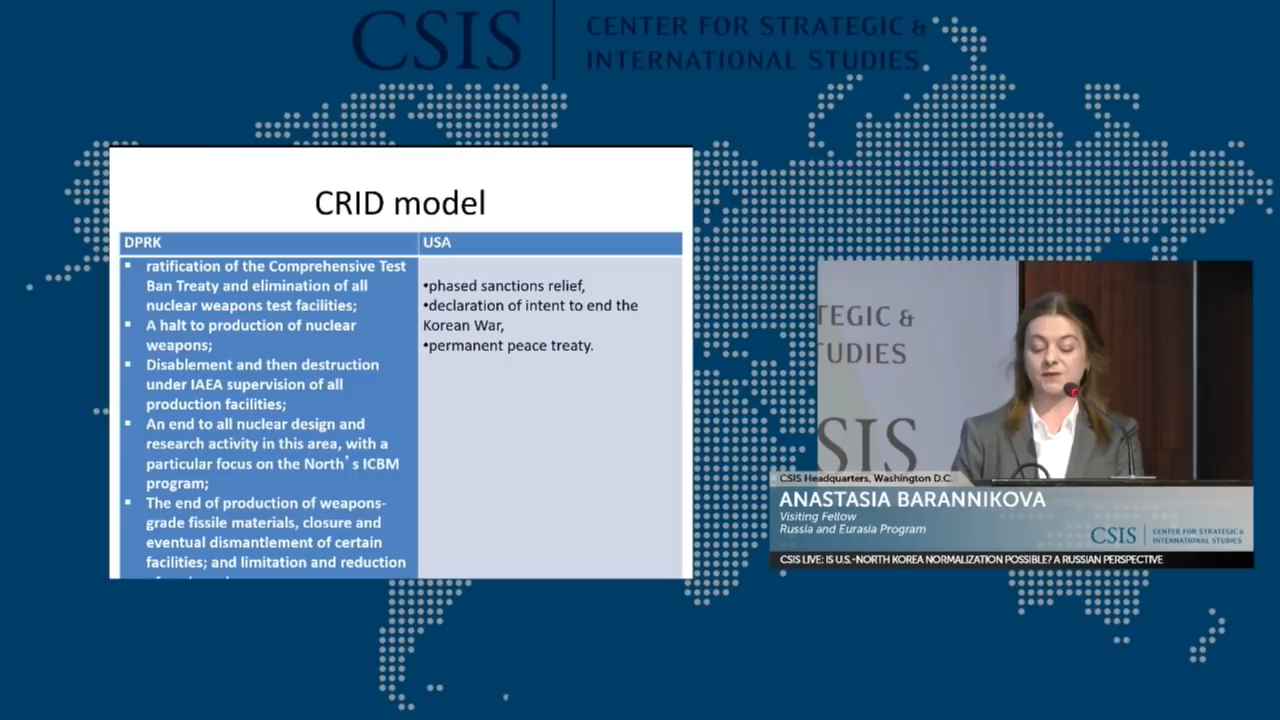 CSIS
CENTER FOR STRATEGIC &
INTERNATIONAL STUDIES
CRID model
DPRK
USA
▪ ratification of the Comprehensive Test
Ban Treaty and elimination of all
nuclear weapons test facilities;
▪ A halt to production of nuclear
weapons;
▪ Disablement and then destruction
under IAEA supervision of all
production facilities;
▪ An end to all nuclear design and
research activity in this area, with a
particular focus on the North's ICBM
program;
▪ The end of production of weapons-
grade fissile materials, closure and
eventual dismantlement of certain
facilities; and limitation and reduction
•phased sanctions relief,
•declaration of intent to end the
Korean War,
•permanent peace treaty.
TEGIC &
TUDIES
SIS
CSIS Headquarters, Washington D.C.
ANASTASIA BARANNIKOVA
Visiting Fellow
Russia and Eurasia Program
CSIS
CENTER FOR STRATEGIC &
INTERNATIONAL STUDIES
CSIS LIVE: IS U.S.-NORTH KOREA NORMALIZATION POSSIBLE? A RUSSIAN PERSPECTIVE